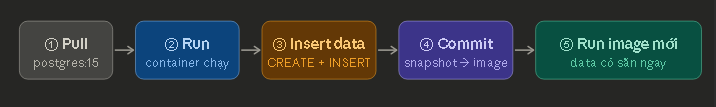 ① Pull
postgres:15
② Run
container chạy
③ Insert data
CREATE + INSERT
④ Commit
snapshot → image
⑤ Run image mới
data có sẵn ngay